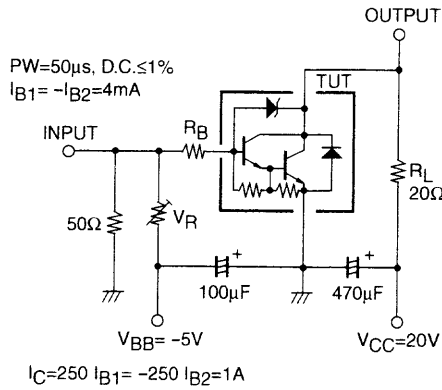 OUTPUT
PW=50μs, D.C.≤1%
IB1= –IB2=4mA
TUT
INPUT
RB
RL
20Ω
50Ω
VR
+
+
100μF
470μF
VBB= –5V
VCC=20V
IC=250 IB1= –250 IB2=1A